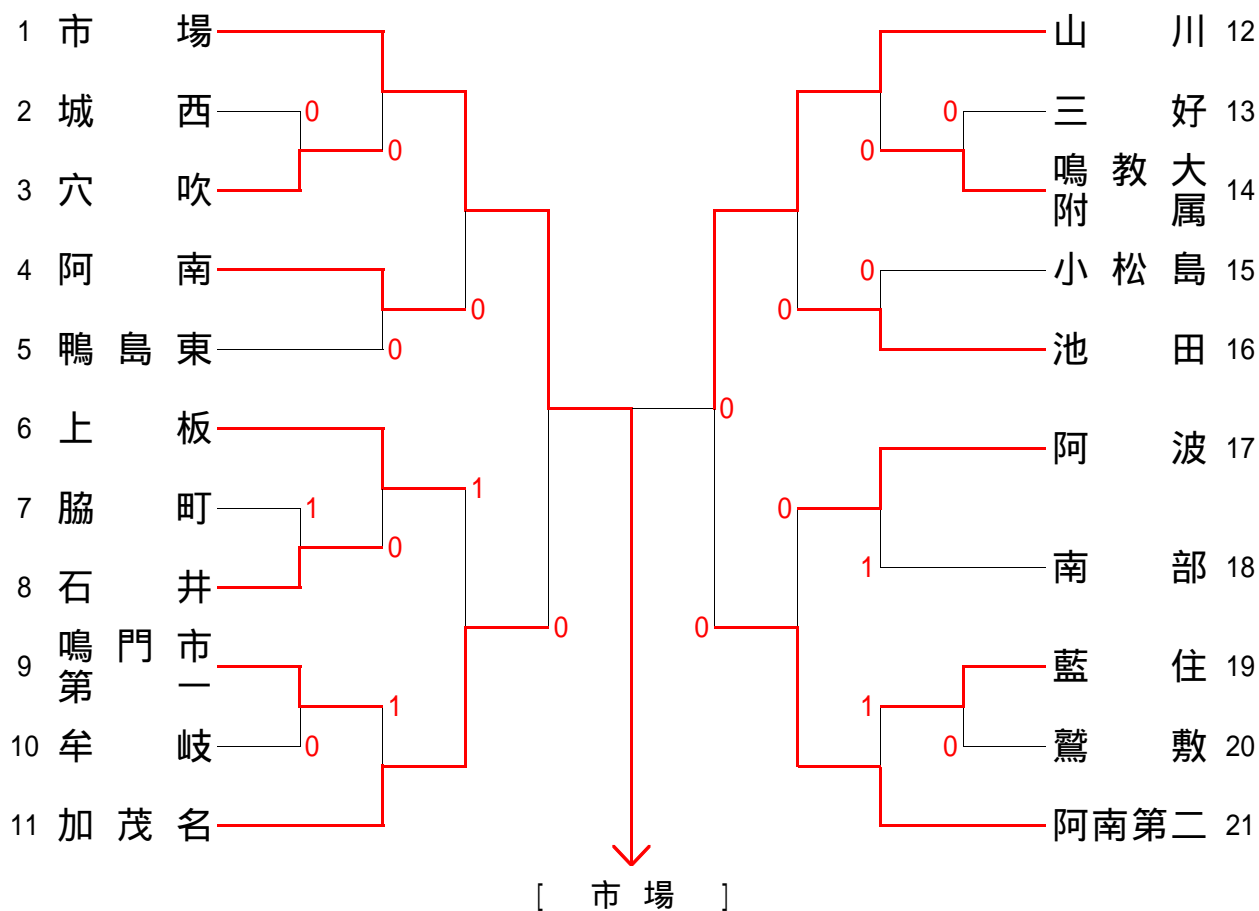 1 市場
2 城西 0
0
3 穴吹
4 阿南
0
5 鴨島東 0
6 上板
1
7 脇町 1
0
8 石井
0
鳴門市
9
第一
1
10 牟岐 0
11 加茂名
山川 12
0 三好 13
0
鳴教大
14
附属
0 小松島 15
0
池田 16
0
阿波 17
0
1 南部 18
0
藍住 19
1
0 鷲敷 20
阿南第二 21
[ 市場 ]